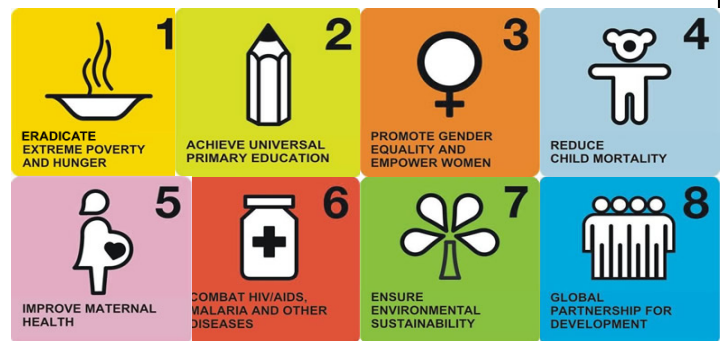 1
ERADICATE
EXTREME POVERTY
AND HUNGER
2
ACHIEVE UNIVERSAL
PRIMARY EDUCATION
3
PROMOTE GENDER
EQUALITY AND
EMPOWER WOMEN
4
REDUCE
CHILD MORTALITY
5
IMPROVE MATERNAL
HEALTH
6
COMBAT HIV/AIDS,
MALARIA AND OTHER
DISEASES
7
ENSURE
ENVIRONMENTAL
SUSTAINABILITY
8
GLOBAL
PARTNERSHIP FOR
DEVELOPMENT